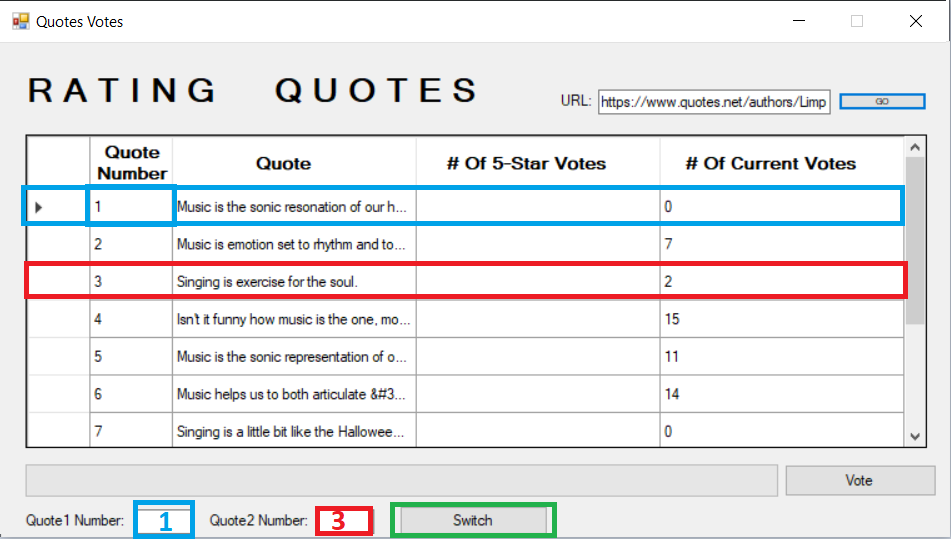 Quotes Votes
RATING QUOTES
URL: https://www.quotes.net/authors/Limp GO
Quote Number Quote # Of 5-Star Votes # Of Current Votes
1 Music is the sonic resonation of our h... 0
2 Music is emotion set to rhythm and to... 7
3 Singing is exercise for the soul. 2
4 Isn't it funny how music is the one, mo... 15
5 Music is the sonic representation of o... 11
6 Music helps us to both articulate &#3... 14
7 Singing is a little bit like the Hallowee... 0
Vote
Quote1 Number: 1 Quote2 Number: 3 Switch